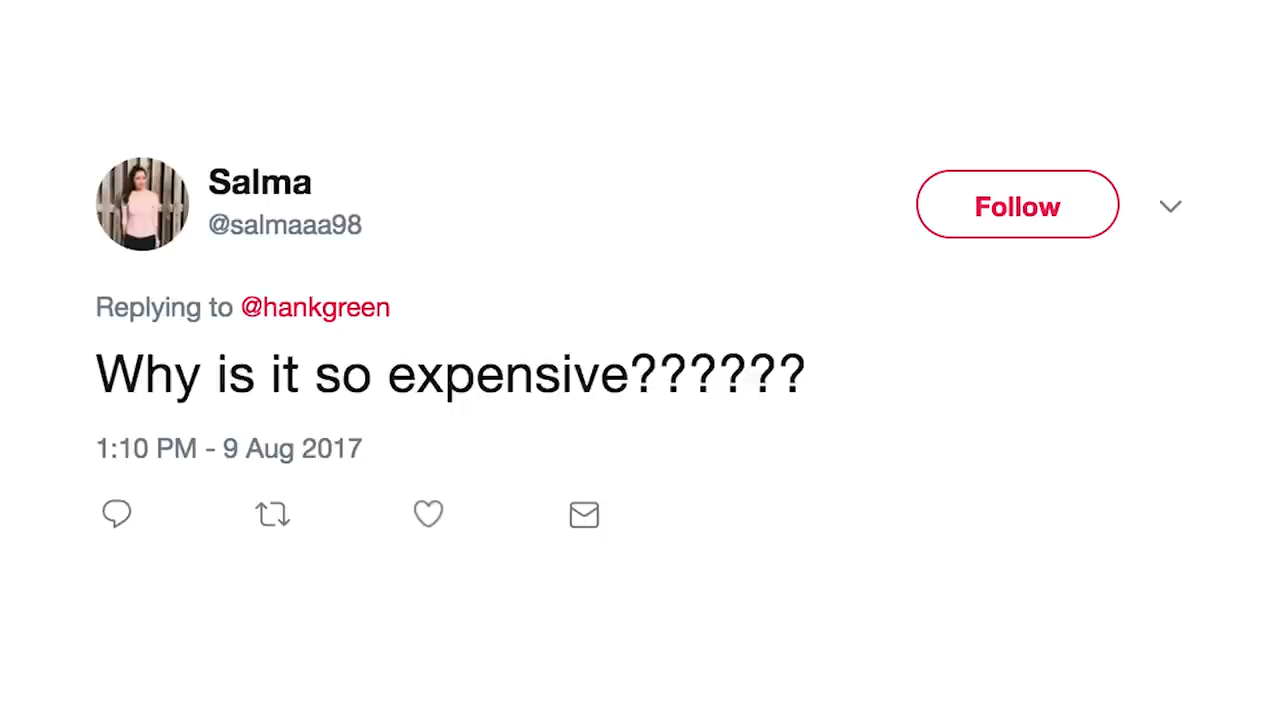 Salma
@salmaaa98
Follow
Replying to @hankgreen
Why is it so expensive??????
1:10 PM - 9 Aug 2017